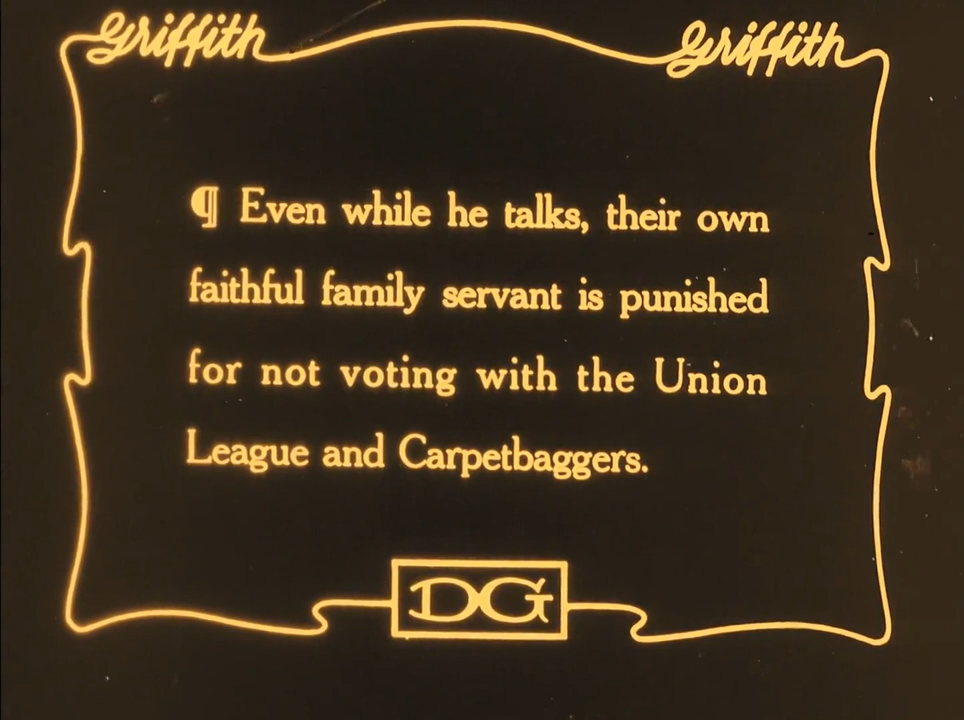 Griffith Griffith
¶ Even while he talks, their own
faithful family servant is punished
for not voting with the Union
League and Carpetbaggers.
DG